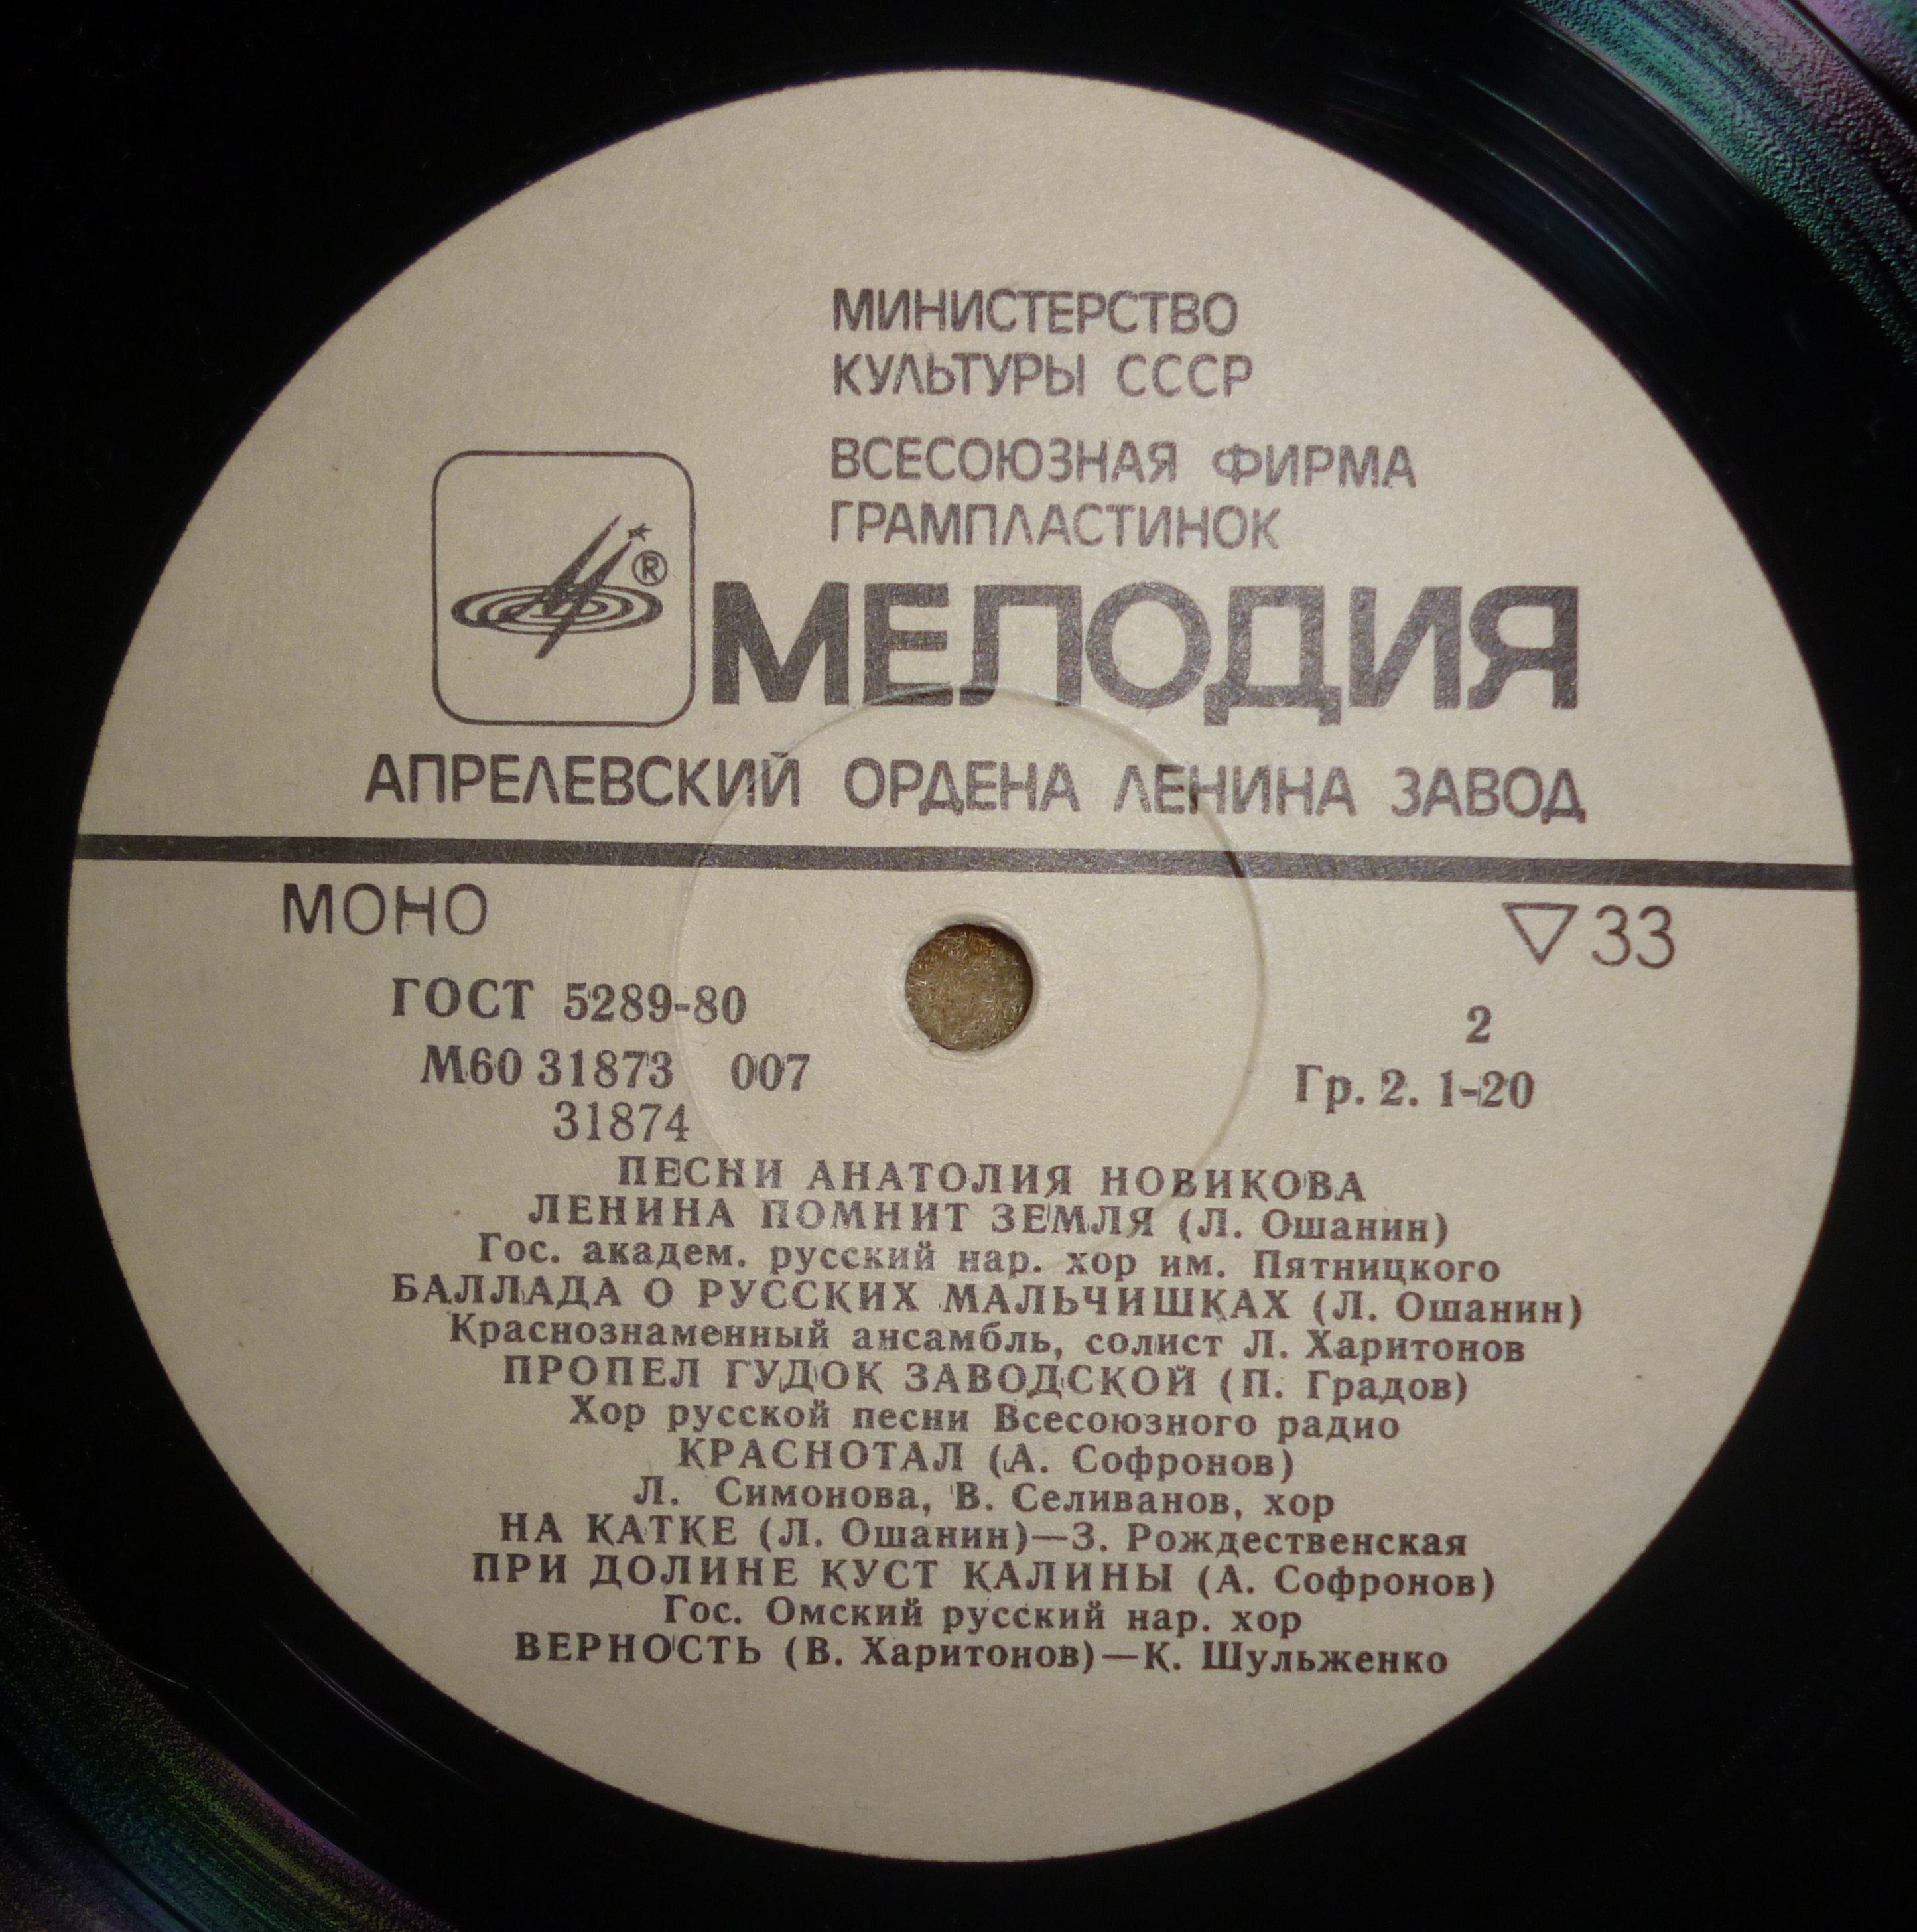 МИНИСТЕРСТВО
КУЛЬТУРЫ СССР
ВСЕСОЮЗНАЯ ФИРМА
ГРАМПЛАСТИНОК
®
МЕЛОДИЯ
АПРЕЛЕВСКИЙ ОРДЕНА ЛЕНИНА ЗАВОД
МОНО
▽ 33
ГОСТ 5289-80
2
М60 31873 007
Гр. 2. 1-20
31874
ПЕСНИ АНАТОЛИЯ НОВИКОВА
ЛЕНИНА ПОМНИТ ЗЕМЛЯ (Л. Ошанин)
Гос. академ. русский нар. хор им. Пятницкого
БАЛЛАДА О РУССКИХ МАЛЬЧИШКАХ (Л. Ошанин)
Краснознаменный ансамбль, солист Л. Харитонов
ПРОПЕЛ ГУДОК ЗАВОДСКОЙ (П. Градов)
Хор русской песни Всесоюзного радио
КРАСНОТАЛ (А. Софронов)
Л. Симонова, В. Селиванов, хор
НА КАТКЕ (Л. Ошанин)—З. Рождественская
ПРИ ДОЛИНЕ КУСТ КАЛИНЫ (А. Софронов)
Гос. Омский русский нар. хор
ВЕРНОСТЬ (В. Харитонов)—К. Шульженко